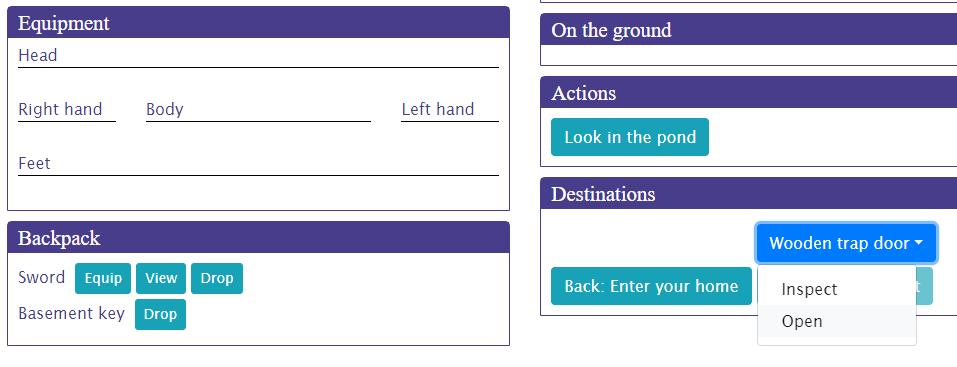 Equipment
Head
Right hand Body Left hand
Feet
Backpack
Sword Equip View Drop
Basement key Drop
On the ground
Actions
Look in the pond
Destinations
Wooden trap door
Back: Enter your home
Inspect
Open